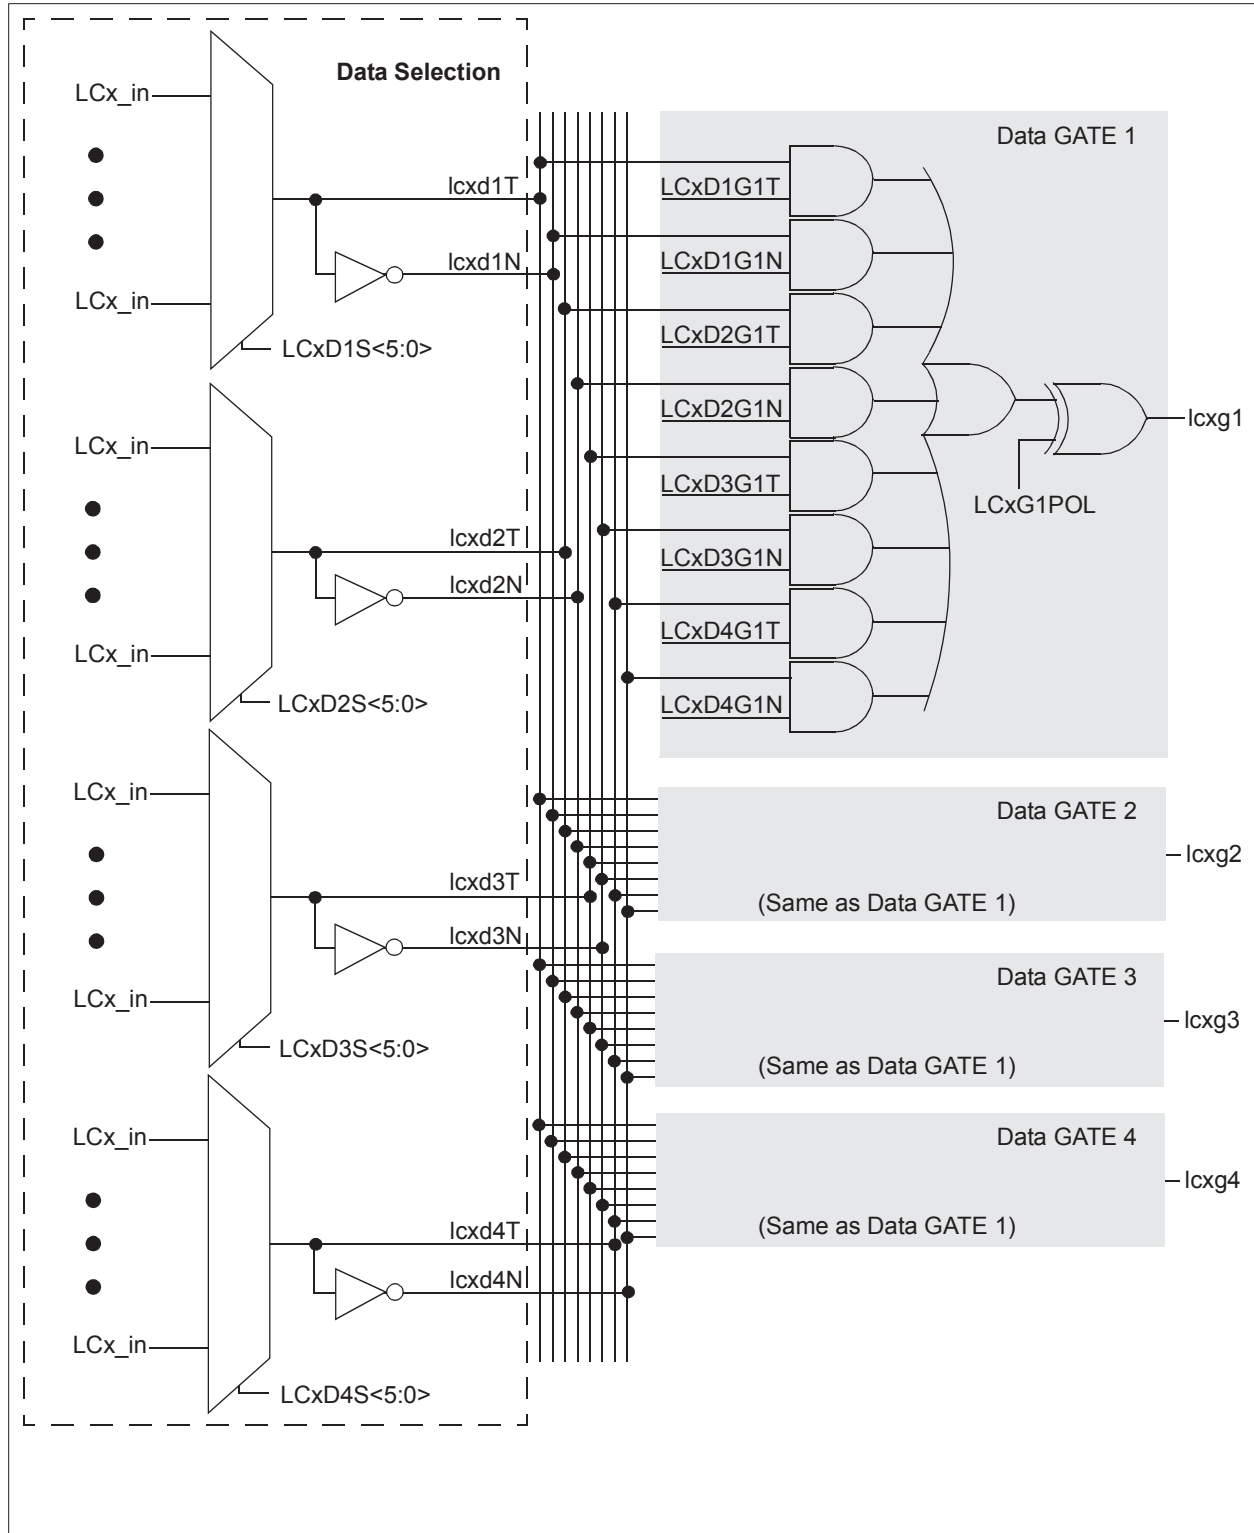 Data Selection
LCx_in
LCx_in
LCxD1S<5:0>
lcxd1T
lcxd1N
LCx_in
LCx_in
LCxD2S<5:0>
lcxd2T
lcxd2N
LCx_in
LCx_in
LCxD3S<5:0>
lcxd3T
lcxd3N
LCx_in
LCx_in
LCxD4S<5:0>
lcxd4T
lcxd4N
Data GATE 1
LCxD1G1T
LCxD1G1N
LCxD2G1T
LCxD2G1N
LCxD3G1T
LCxD3G1N
LCxD4G1T
LCxD4G1N
LCxG1POL
lcxg1
Data GATE 2
(Same as Data GATE 1)
lcxg2
Data GATE 3
(Same as Data GATE 1)
lcxg3
Data GATE 4
(Same as Data GATE 1)
lcxg4